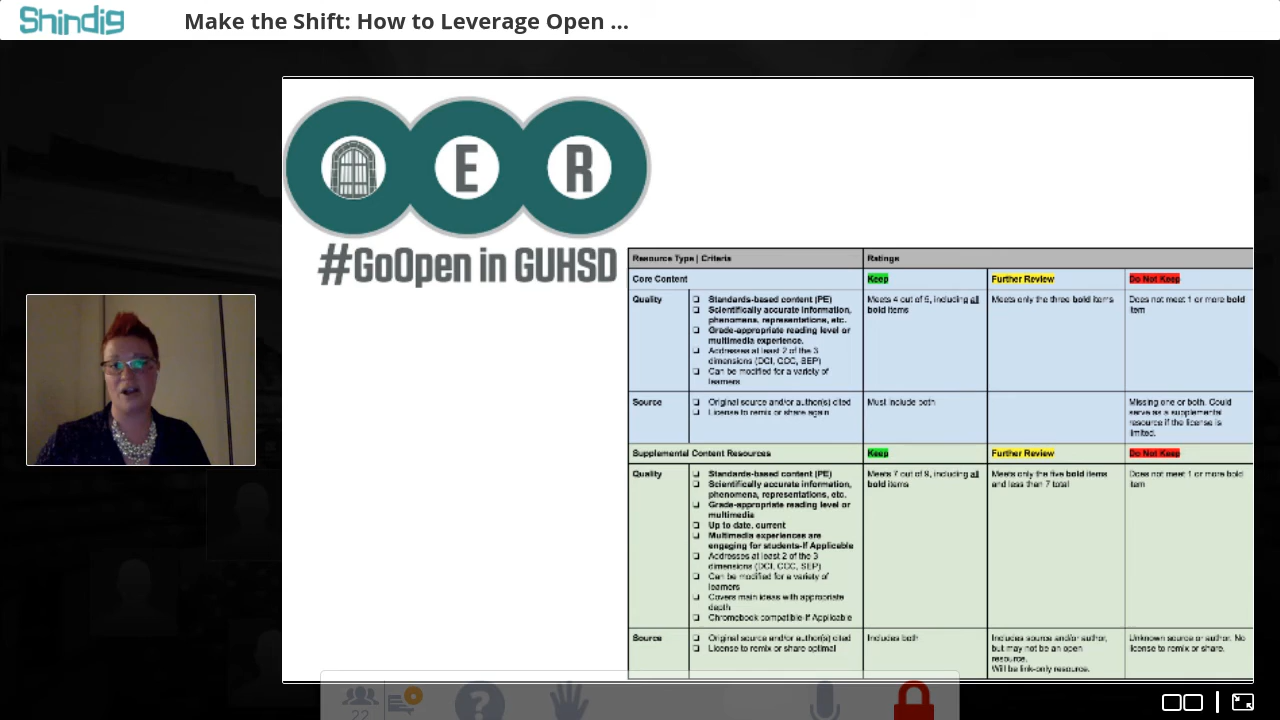 Shindig
Make the Shift: How to Leverage Open ...
E R
#GoOpen in GUHSD
Resource Type | Criteria
Ratings
Core Content
Keep
Further Review
Do Not Keep
Quality
❏ Standards-based content (PE)
❏ Scientifically accurate information,
phenomena, representations, etc.
❏ Grade-appropriate reading level or
multimedia experience.
❏ Addresses at least 2 of the 3
dimensions (DCI, CCC, SEP)
❏ Can be modified for a variety of
learners
Meets 4 out of 5, including all
bold items
Meets only the three bold items
Does not meet 1 or more bold
item
Source
❏ Original source and/or author(s) cited
❏ License to remix or share again
Must include both
Missing one or both. Could
serve as a supplemental
resource if the license is
limited.
Supplemental Content Resources
Keep
Further Review
Do Not Keep
Quality
❏ Standards-based content (PE)
❏ Scientifically accurate information,
phenomena, representations, etc.
❏ Grade-appropriate reading level or
multimedia
❏ Up to date, current
❏ Multimedia experiences are
engaging for students-If Applicable
❏ Addresses at least 2 of the 3
dimensions (DCI, CCC, SEP)
❏ Can be modified for a variety of
learners
❏ Covers main ideas with appropriate
depth
❏ Chromebook compatible-If Applicable
Meets 7 out of 9, including all
bold items
Meets only the five bold items
and less than 7 total
Does not meet 1 or more bold
item
Source
❏ Original source and/or author(s) cited
❏ License to remix or share optimal
Includes both
Includes source and/or author,
but may not be an open
resource.
Will be link-only resource.
Unknown source or author. No
license to remix or share.
22
?